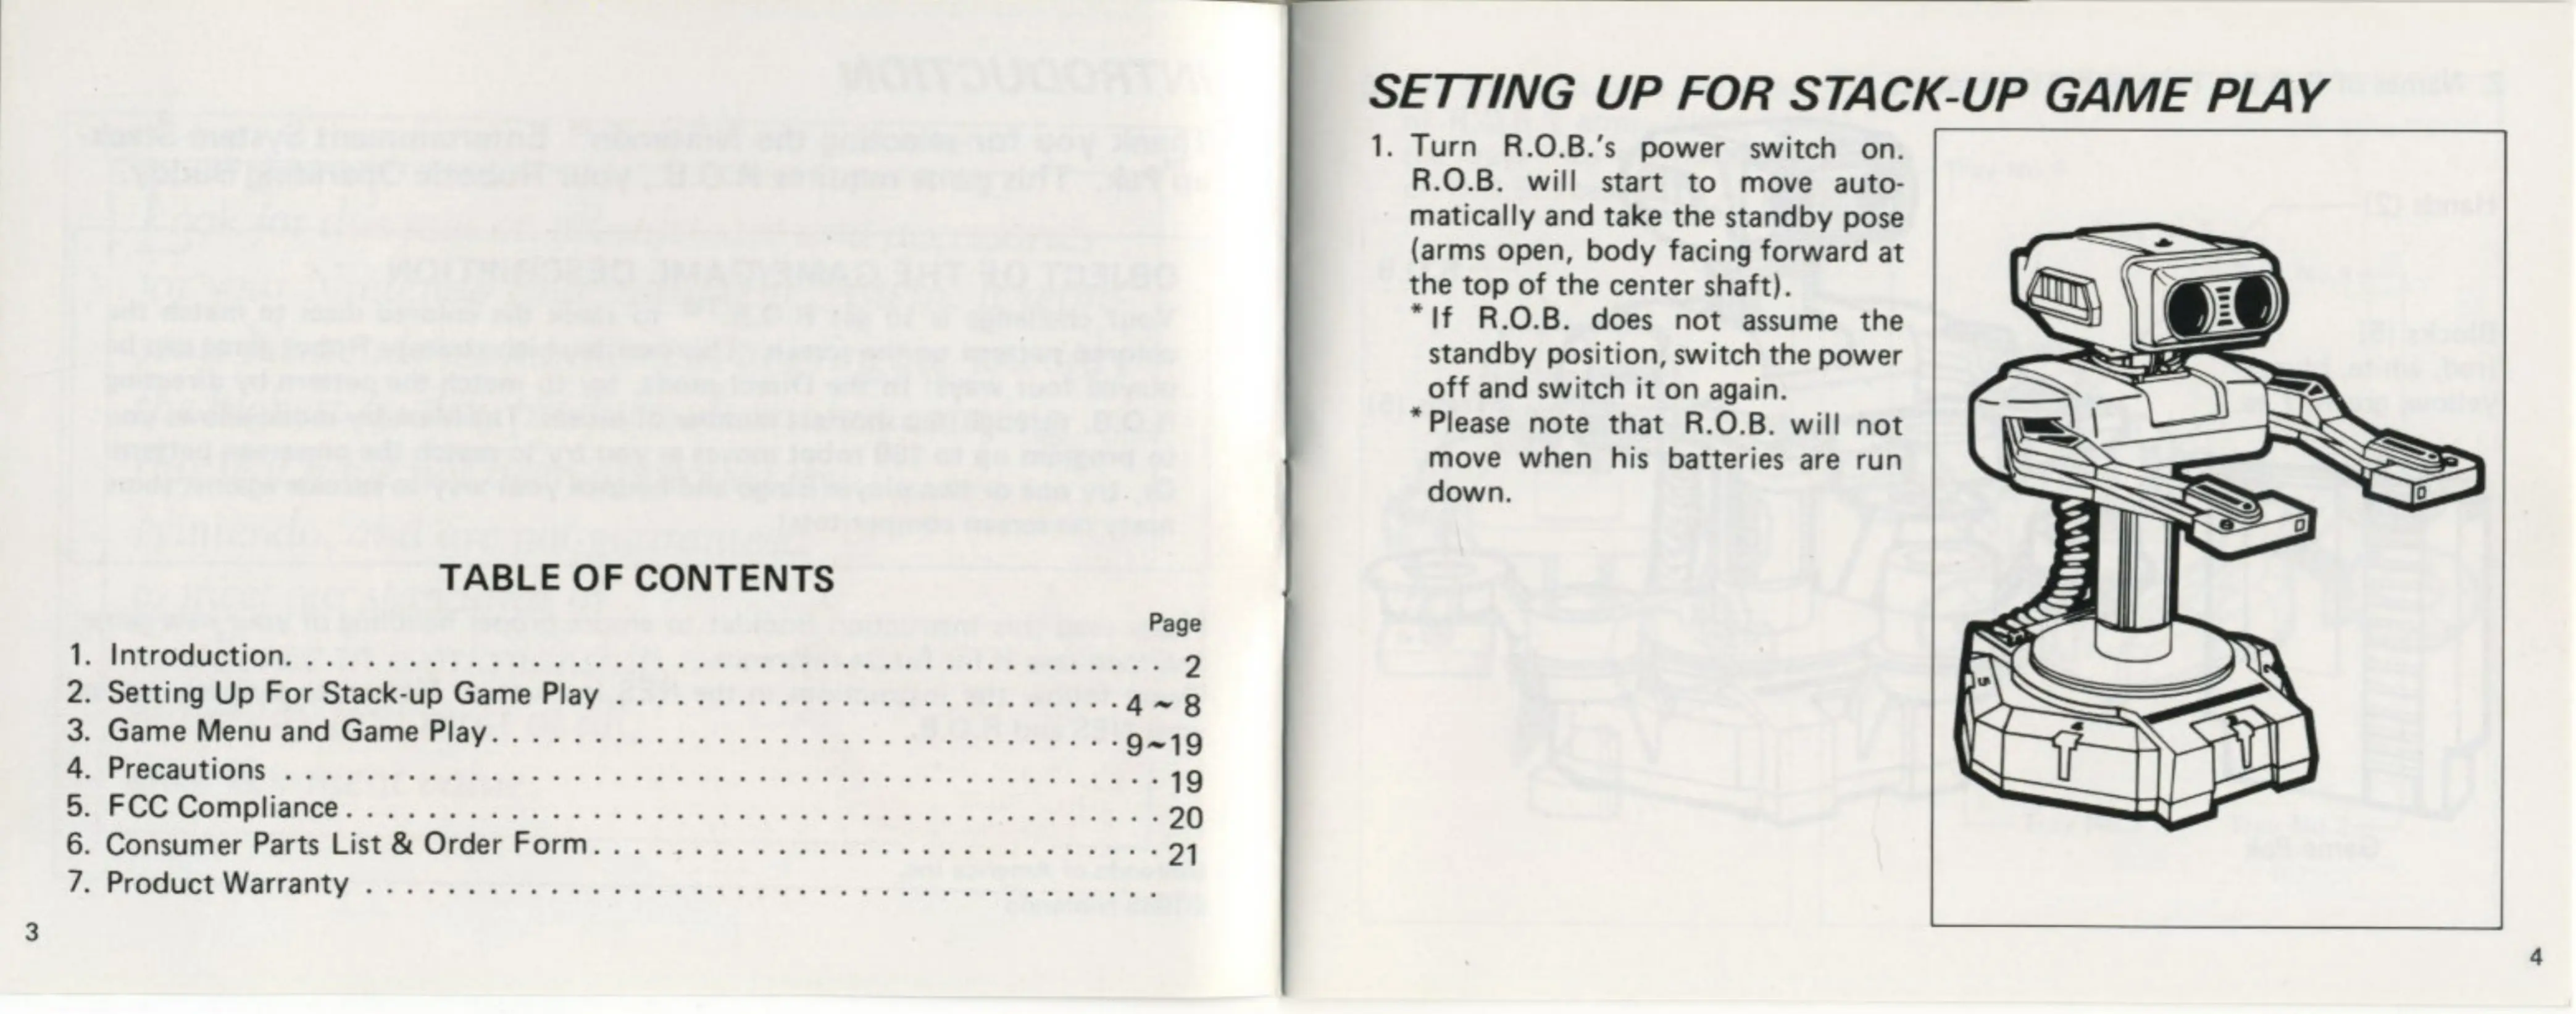 TABLE OF CONTENTS
Page
1. Introduction. . . . . . . . . . . . . . . . . . . . . . . . . . . . . . . . . . 2
2. Setting Up For Stack-up Game Play . . . . . . . . . . . . . . . . . . . . 4 ~ 8
3. Game Menu and Game Play. . . . . . . . . . . . . . . . . . . . . . . . . 9~19
4. Precautions . . . . . . . . . . . . . . . . . . . . . . . . . . . . . . . . . . 19
5. FCC Compliance . . . . . . . . . . . . . . . . . . . . . . . . . . . . . . . . 20
6. Consumer Parts List & Order Form. . . . . . . . . . . . . . . . . . . . . . 21
7. Product Warranty . . . . . . . . . . . . . . . . . . . . . . . . . . . . . . .
3
SETTING UP FOR STACK-UP GAME PLAY
1. Turn R.O.B.'s power switch on.
R.O.B. will start to move auto-
matically and take the standby pose
(arms open, body facing forward at
the top of the center shaft).
*If R.O.B. does not assume the
standby position, switch the power
off and switch it on again.
*Please note that R.O.B. will not
move when his batteries are run
down.
5
4
3
2
4